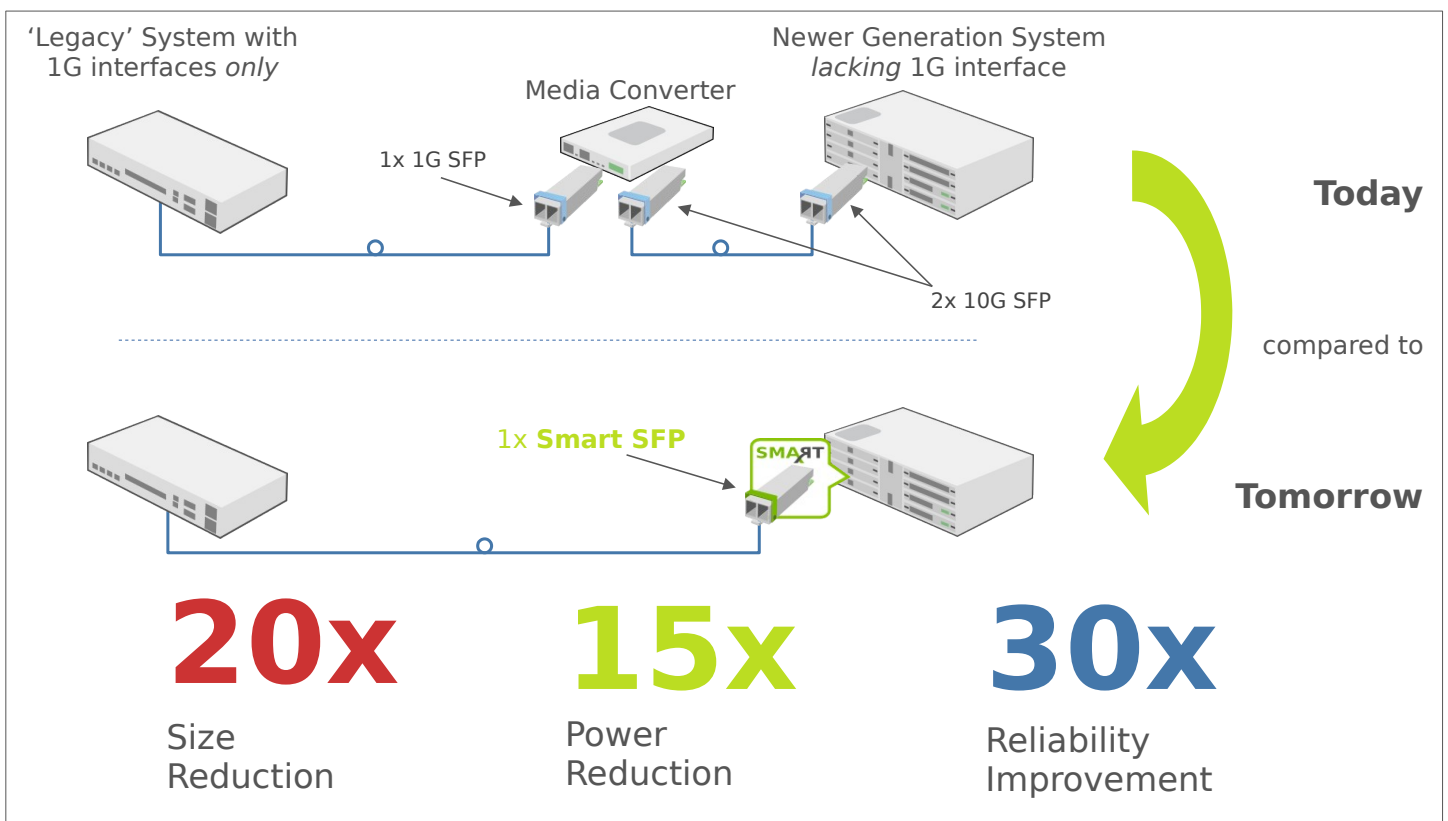 ‘Legacy’ System with
1G interfaces only
Newer Generation System
lacking 1G interface
Media Converter
1x 1G SFP
2x 10G SFP
Today
compared to
Tomorrow
1x Smart SFP
SMART
20x
Size
Reduction
15x
Power
Reduction
30x
Reliability
Improvement